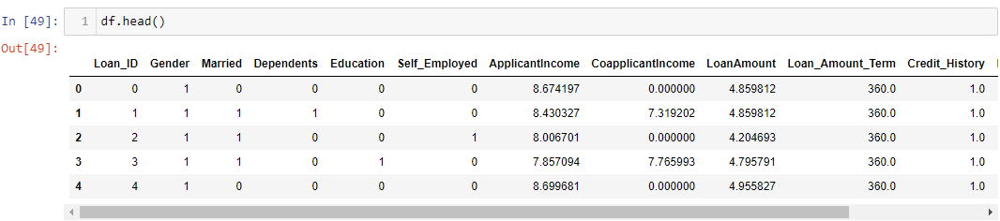 In [49]: 1 df.head()
Out[49]:
Loan_ID Gender Married Dependents Education Self_Employed ApplicantIncome CoapplicantIncome LoanAmount Loan_Amount_Term Credit_History
0 0 1 0 0 0 0 8.674197 0.000000 4.859812 360.0 1.0
1 1 1 1 1 0 0 8.430327 7.319202 4.859812 360.0 1.0
2 2 1 1 0 0 1 8.006701 0.000000 4.204693 360.0 1.0
3 3 1 1 0 1 0 7.857094 7.765993 4.795791 360.0 1.0
4 4 1 0 0 0 0 8.699681 0.000000 4.955827 360.0 1.0